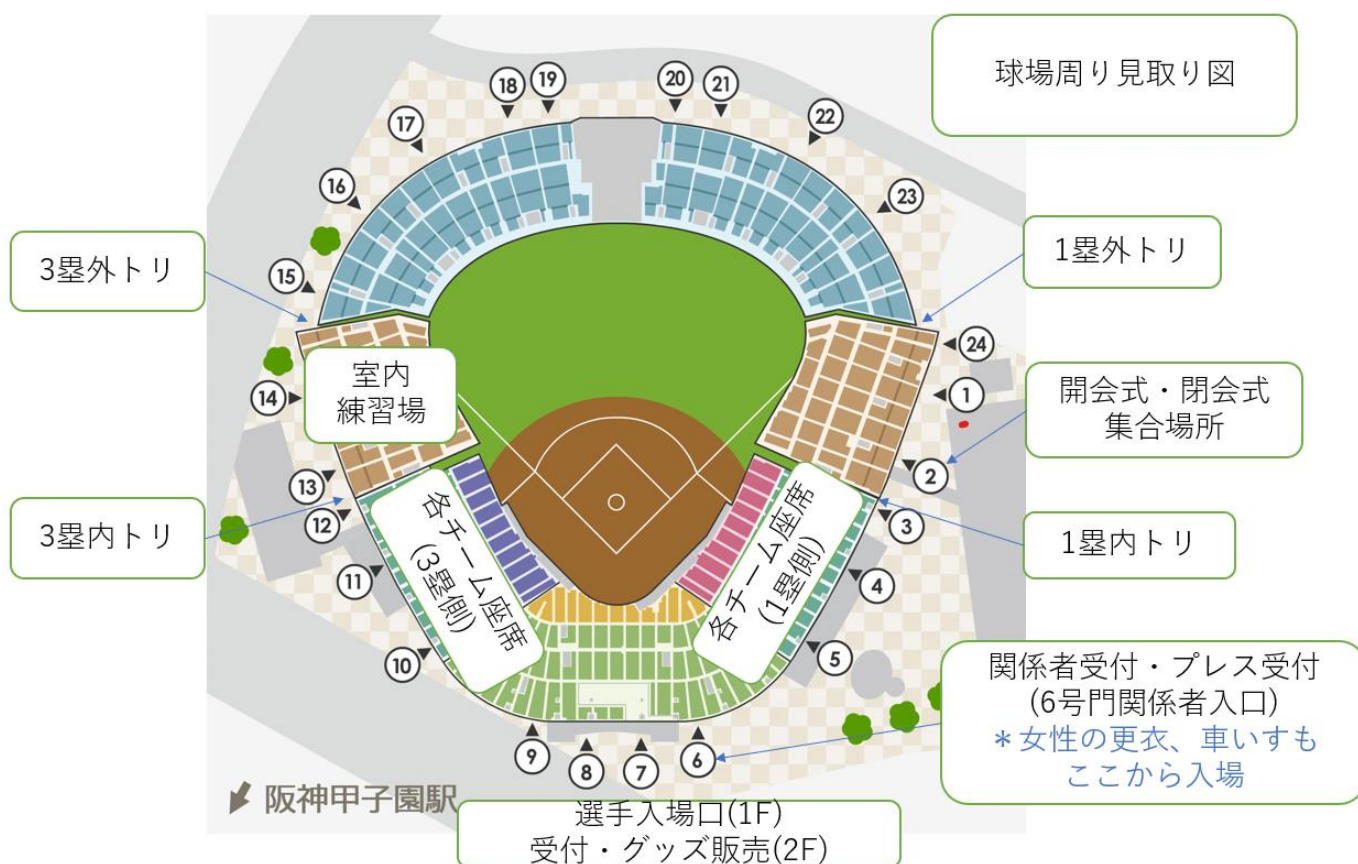 球場周り見取り図
18
19
20
21
17
22
16
23
3塁外トリ
1塁外トリ
15
24
室内
練習場
14
1
開会式・閉会式
集合場所
13
2
12
3
3塁内トリ
1塁内トリ
各チーム座席
(3塁側)
各チーム座席
(1塁側)
11
4
10
5
関係者受付・プレス受付
(6号門関係者入口)
＊女性の更衣、車いすも
ここから入場
9
8
7
6
阪神甲子園駅
選手入場口(1F)
受付・グッズ販売(2F)